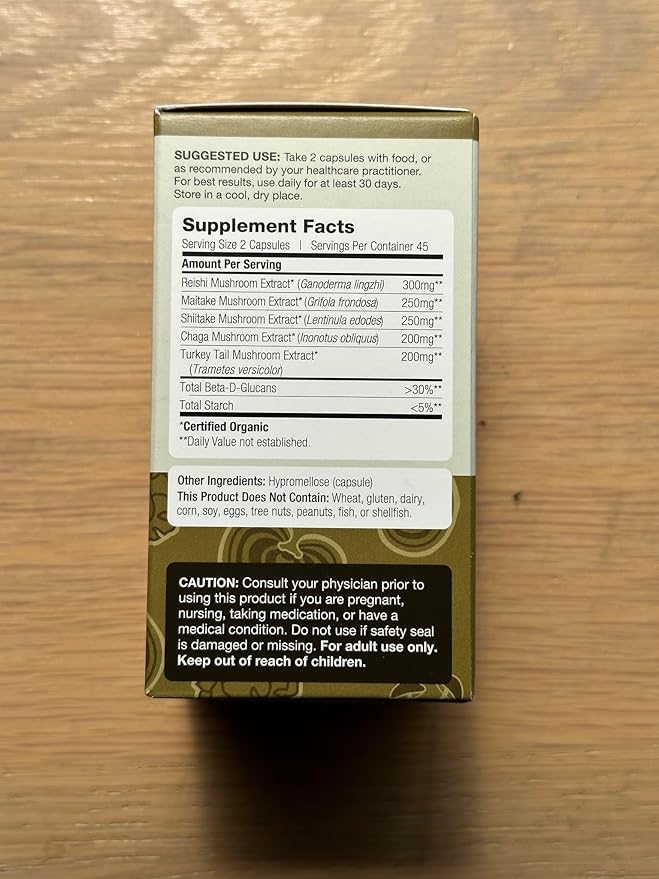 SUGGESTED USE: Take 2 capsules with food, or
as recommended by your healthcare practitioner.
For best results, use daily for at least 30 days.
Store in a cool, dry place.
Supplement Facts
Serving Size 2 Capsules | Servings Per Container 45
Amount Per Serving
Reishi Mushroom Extract* (Ganoderma lingzhi) 300mg**
Maitake Mushroom Extract* (Grifola frondosa) 250mg**
Shiitake Mushroom Extract* (Lentinula edodes) 250mg**
Chaga Mushroom Extract* (Inonotus obliquus) 200mg**
Turkey Tail Mushroom Extract* 200mg**
(Trametes versicolor)
Total Beta-D-Glucans >30%**
Total Starch <5%**
*Certified Organic
**Daily Value not established.
Other Ingredients: Hypromellose (capsule)
This Product Does Not Contain: Wheat, gluten, dairy,
corn, soy, eggs, tree nuts, peanuts, fish, or shellfish.
CAUTION: Consult your physician prior to
using this product if you are pregnant,
nursing, taking medication, or have a
medical condition. Do not use if safety seal
is damaged or missing. For adult use only.
Keep out of reach of children.